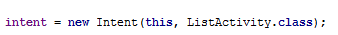 intent = new Intent(this, ListActivity.class);